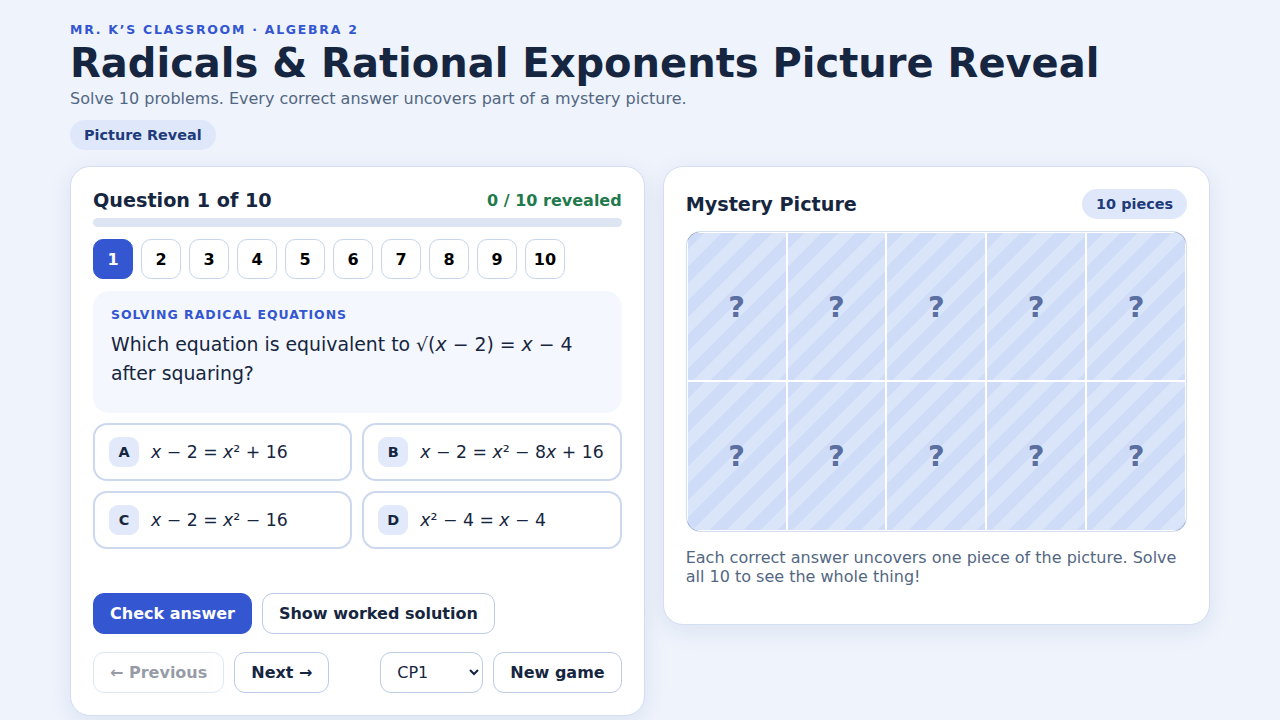 MR. K’S CLASSROOM · ALGEBRA 2
Radicals & Rational Exponents Picture Reveal
Solve 10 problems. Every correct answer uncovers part of a mystery picture.
Picture Reveal
Question 1 of 10
0 / 10 revealed
1 2 3 4 5 6 7 8 9 10
SOLVING RADICAL EQUATIONS
Which equation is equivalent to √(x − 2) = x − 4
after squaring?
A x − 2 = x² + 16
B x − 2 = x² − 8x + 16
C x − 2 = x² − 16
D x² − 4 = x − 4
Check answer
Show worked solution
← Previous
Next →
CP1
New game
Mystery Picture
10 pieces
? ? ? ? ?
? ? ? ? ?
Each correct answer uncovers one piece of the picture. Solve
all 10 to see the whole thing!